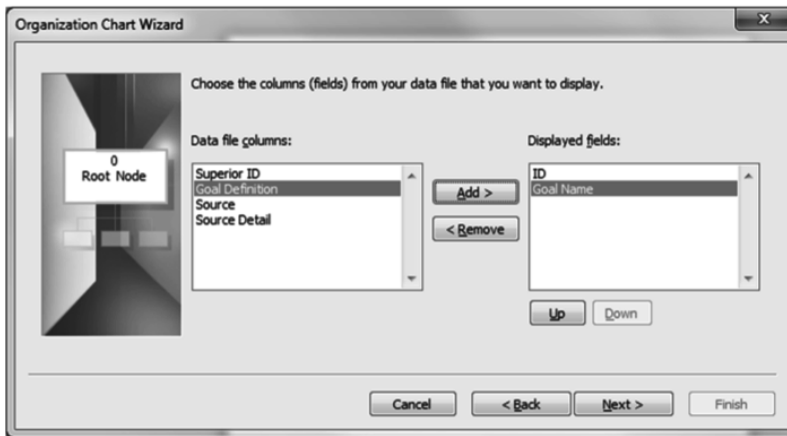 Organization Chart Wizard
X
Choose the columns (fields) from your data file that you want to display.
Data file columns:
Superior ID
Goal Definition
Source
Source Detail
0
Root Node
Add >
< Remove
Displayed fields:
ID
Goal Name
Up
Down
Cancel
< Back
Next >
Finish